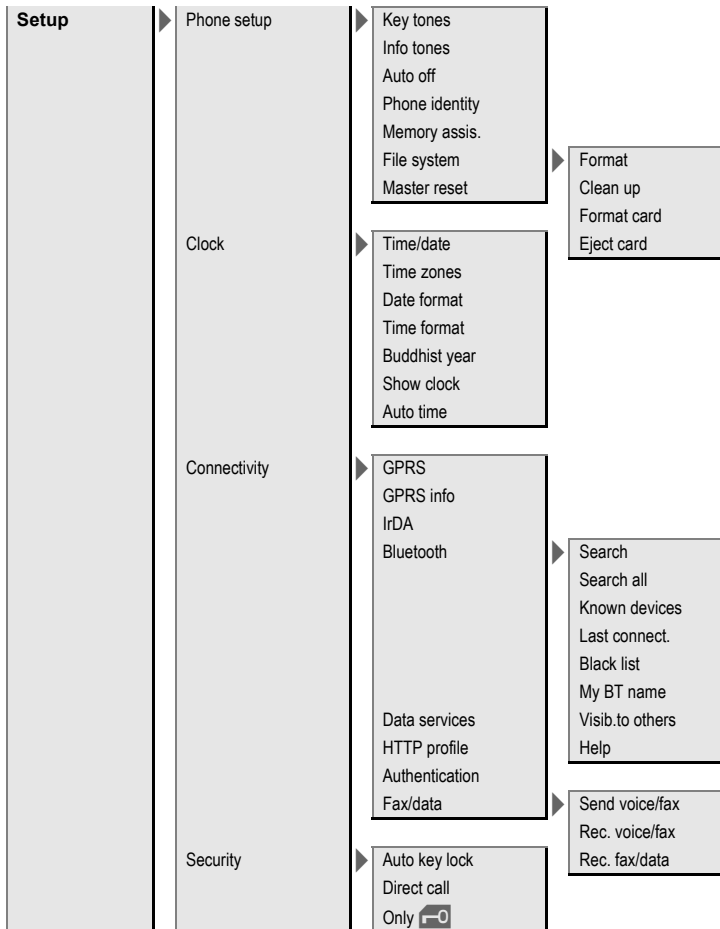 Setup
Phone setup
Key tones
Info tones
Auto off
Phone identity
Memory assis.
File system
Format
Clean up
Format card
Eject card
Master reset
Clock
Time/date
Time zones
Date format
Time format
Buddhist year
Show clock
Auto time
Connectivity
GPRS
GPRS info
IrDA
Bluetooth
Search
Search all
Known devices
Last connect.
Black list
My BT name
Visib.to others
Help
Data services
HTTP profile
Authentication
Fax/data
Send voice/fax
Rec. voice/fax
Rec. fax/data
Security
Auto key lock
Direct call
Only